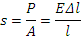 s = P/A = EΔl/l